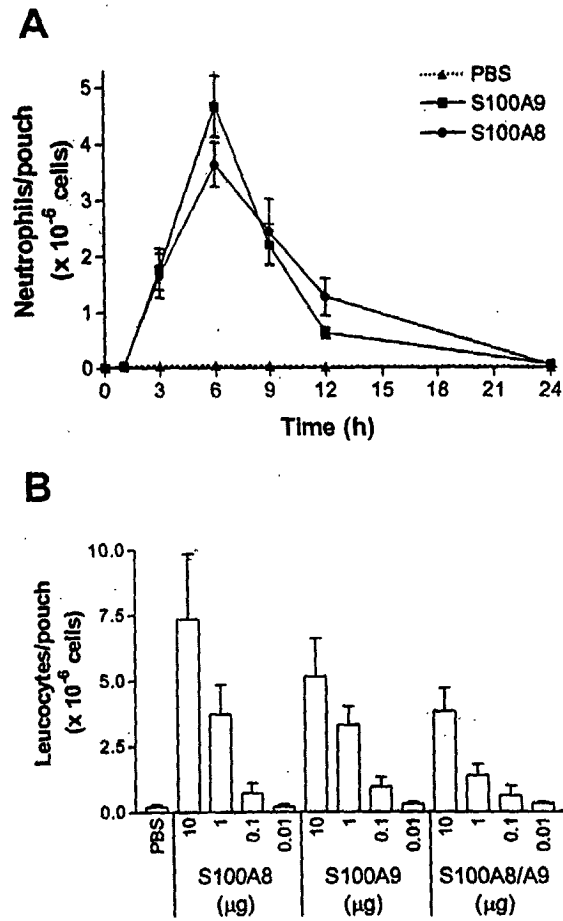 A
PBS
S100A9
S100A8
Neutrophils/pouch
(x 10⁻⁶ cells)
5
4
3
2
1
0
0 3 6 9 12 15 18 21 24
Time (h)
B
Leucocytes/pouch
(x 10⁻⁶ cells)
10.0
7.5
5.0
2.5
0.0
PBS 10 1 0.1 0.01 10 1 0.1 0.01 10 1 0.1 0.01
S100A8 S100A9 S100A8/A9
(µg) (µg) (µg)